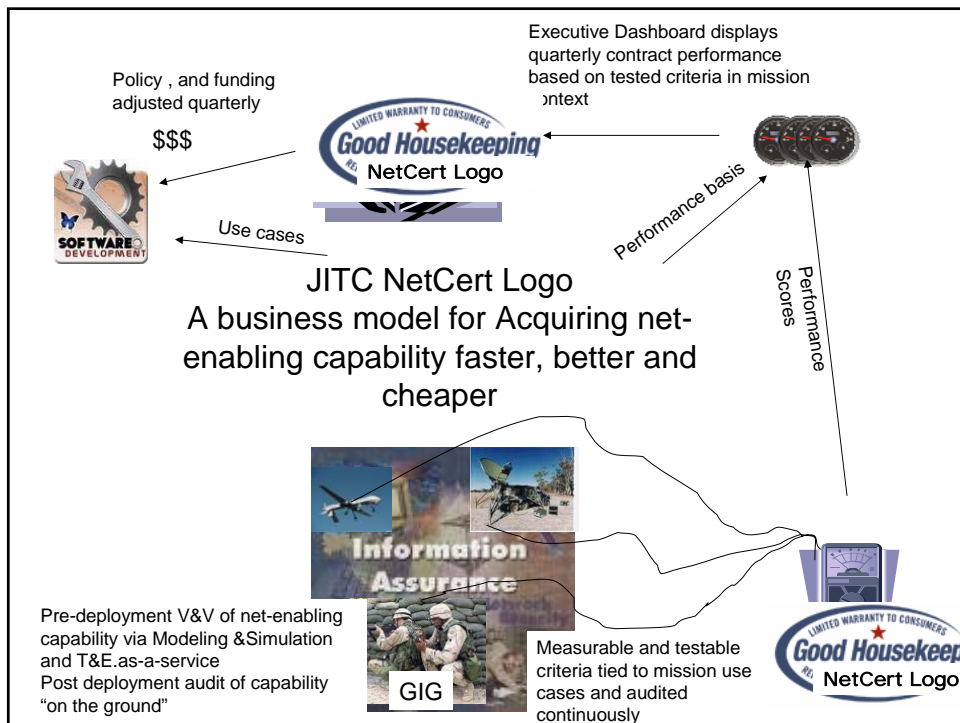 Executive Dashboard displays
quarterly contract performance
based on tested criteria in mission
context
Policy , and funding
adjusted quarterly
$$$
LIMITED WARRANTY TO CONSUMERS
Good Housekeeping
NetCert Logo
SOFTWARE
DEVELOPMENT
Use cases
Performance basis
Performance
Scores
JITC NetCert Logo
A business model for Acquiring net-
enabling capability faster, better and
cheaper
Information
Assurance
Security
GIG
Pre-deployment V&V of net-enabling
capability via Modeling &Simulation
and T&E.as-a-service
Post deployment audit of capability
“on the ground”
Measurable and testable
criteria tied to mission use
cases and audited
continuously
LIMITED WARRANTY TO CONSUMERS
Good Housekeep
NetCert Logo